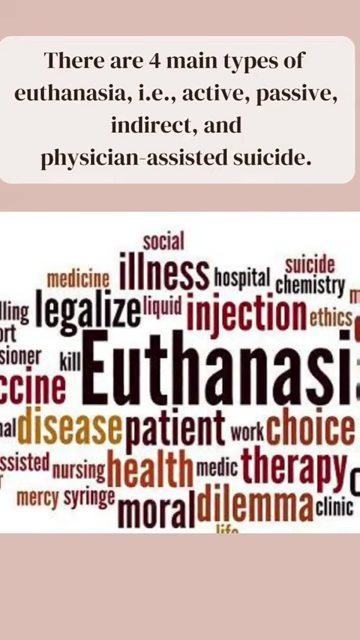 There are 4 main types of
euthanasia, i.e., active, passive,
indirect, and
physician-assisted suicide.
social
medicine illness hospital suicide
chemistry
legalize liquid injection ethics
kill Euthanasia
disease patient work choice
nursing health medic therapy
mercy syringe moral dilemma clinic
life